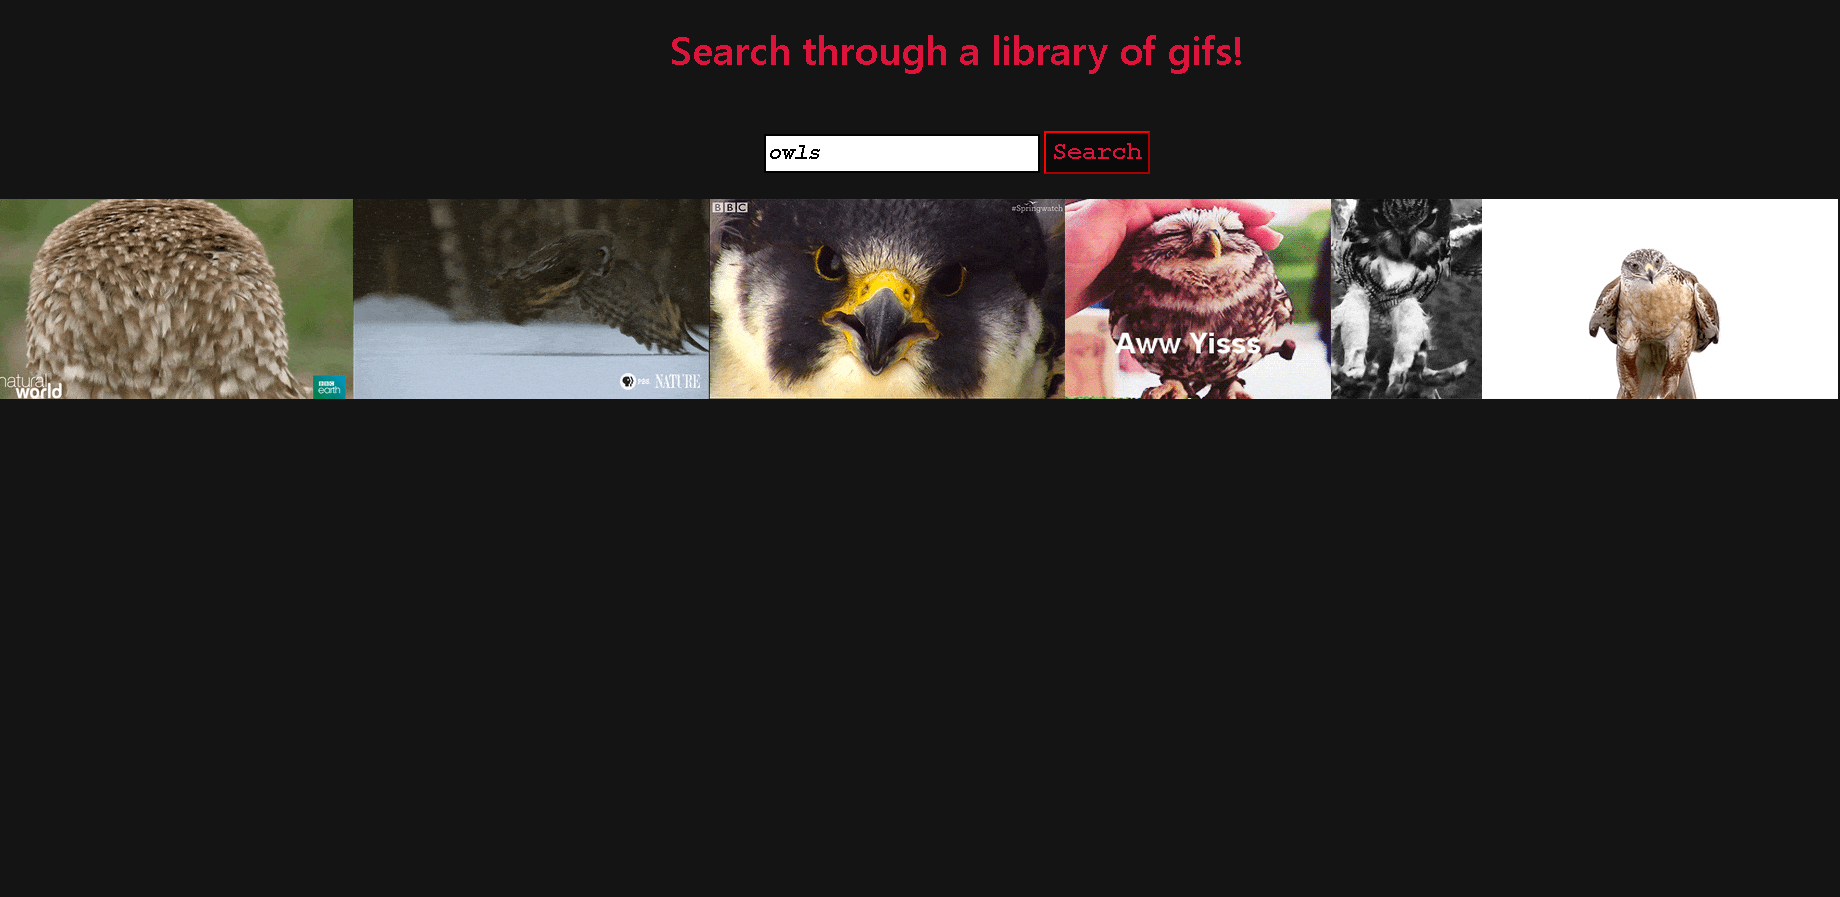 Search through a library of gifs!
owls
Search
natural
world
BBC
earth
PBS NATURE
BBC
#Springwatch
Aww Yisss